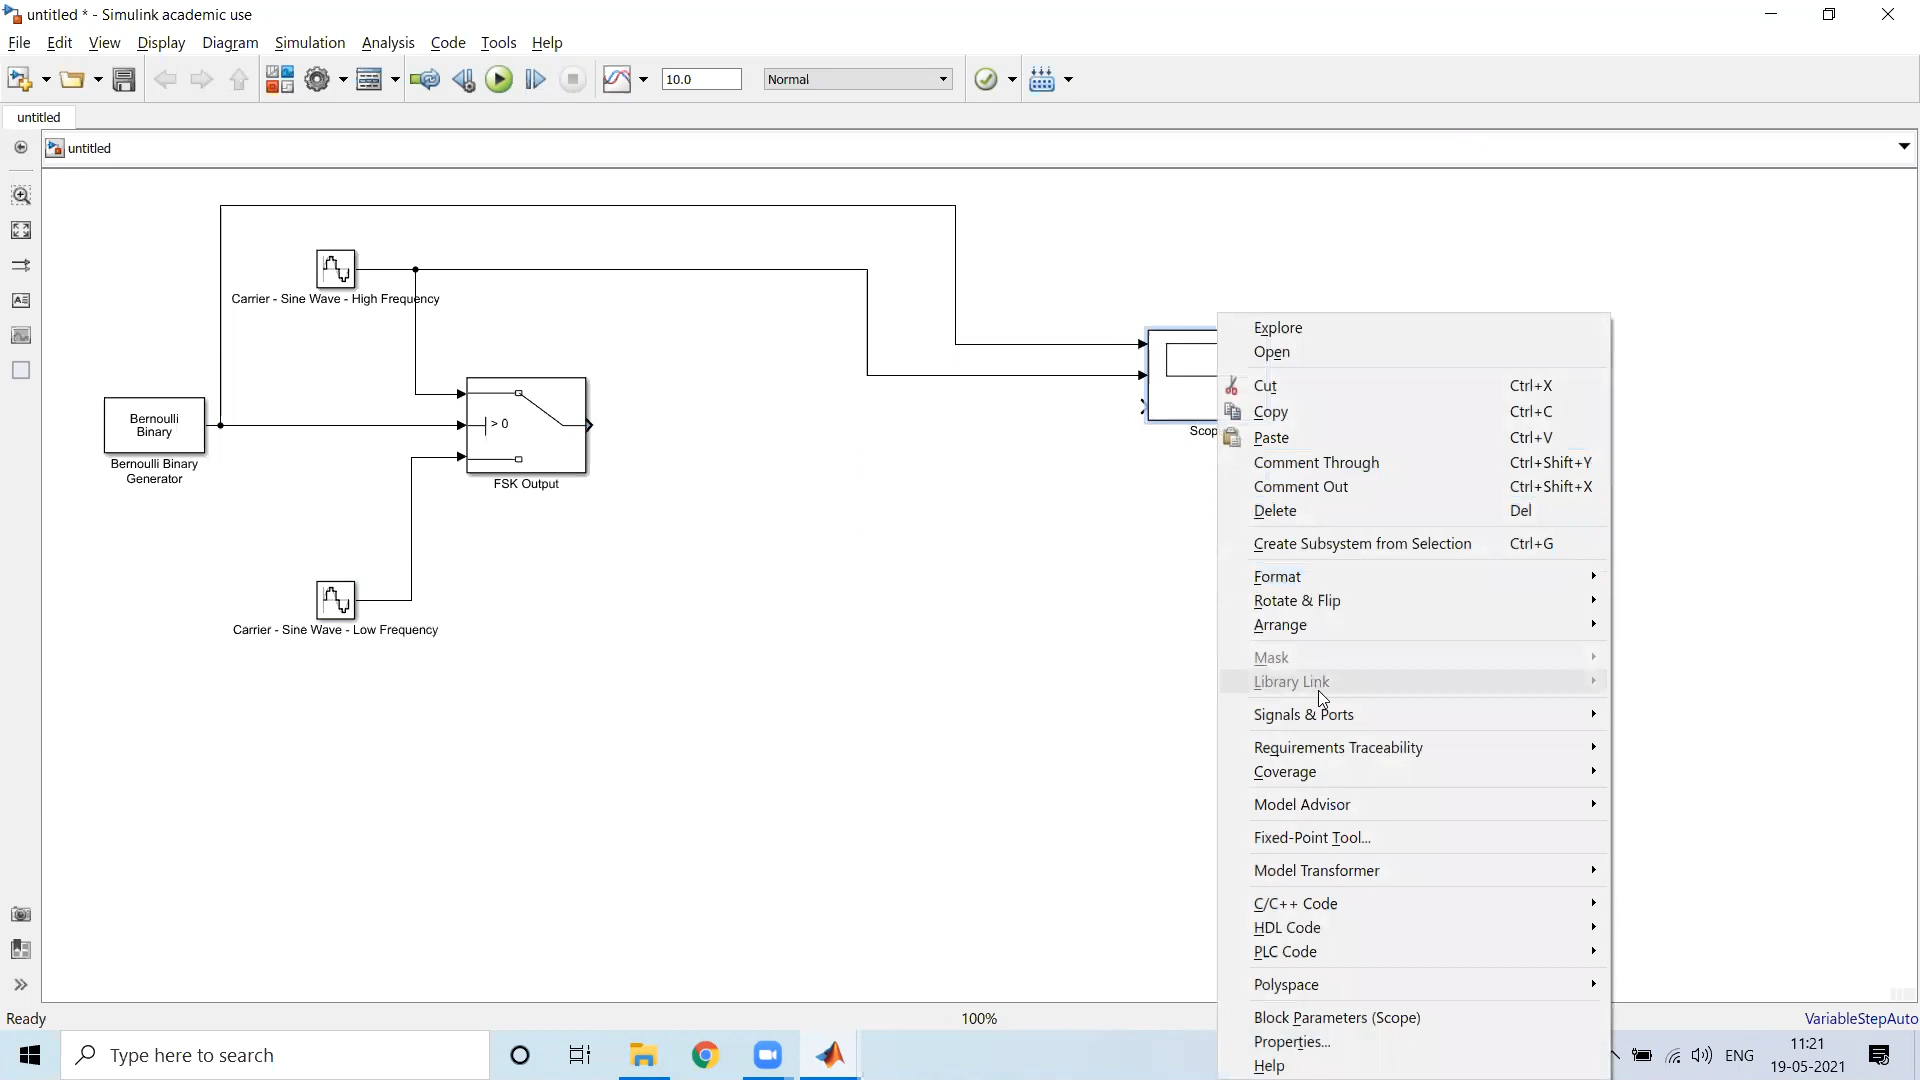 untitled * - Simulink academic use
File Edit View Display Diagram Simulation Analysis Code Tools Help
10.0 Normal
untitled
untitled
Carrier - Sine Wave - High Frequency
Bernoulli
Binary
Bernoulli Binary
Generator
> 0
FSK Output
Carrier - Sine Wave - Low Frequency
Scop
Explore
Open
Cut Ctrl+X
Copy Ctrl+C
Paste Ctrl+V
Comment Through Ctrl+Shift+Y
Comment Out Ctrl+Shift+X
Delete Del
Create Subsystem from Selection Ctrl+G
Format
Rotate & Flip
Arrange
Mask
Library Link
Signals & Ports
Requirements Traceability
Coverage
Model Advisor
Fixed-Point Tool...
Model Transformer
C/C++ Code
HDL Code
PLC Code
Polyspace
Block Parameters (Scope)
Properties...
Help
Ready 100% VariableStepAuto
Type here to search
ENG
11:21
19-05-2021